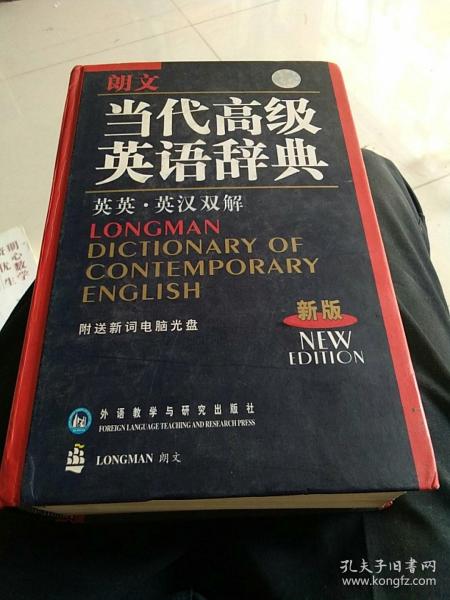 朗文
当代高级
英语辞典
英英·英汉双解
LONGMAN
DICTIONARY OF
CONTEMPORARY
ENGLISH
附送新词电脑光盘
新版
NEW
EDITION
外语教学与研究出版社
FOREIGN LANGUAGE TEACHING AND RESEARCH PRESS
LONGMAN 朗文
孔夫子旧书网
www.kongfz.com